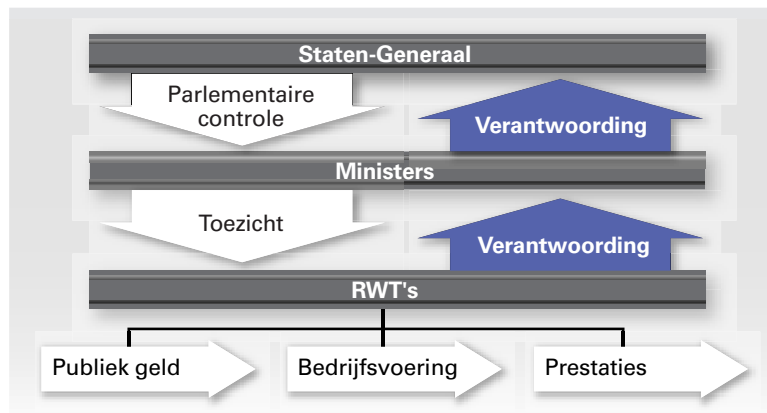 Staten-Generaal
Parlementaire
controle
Verantwoording
Ministers
Toezicht
Verantwoording
RWT's
Publiek geld
Bedrijfsvoering
Prestaties